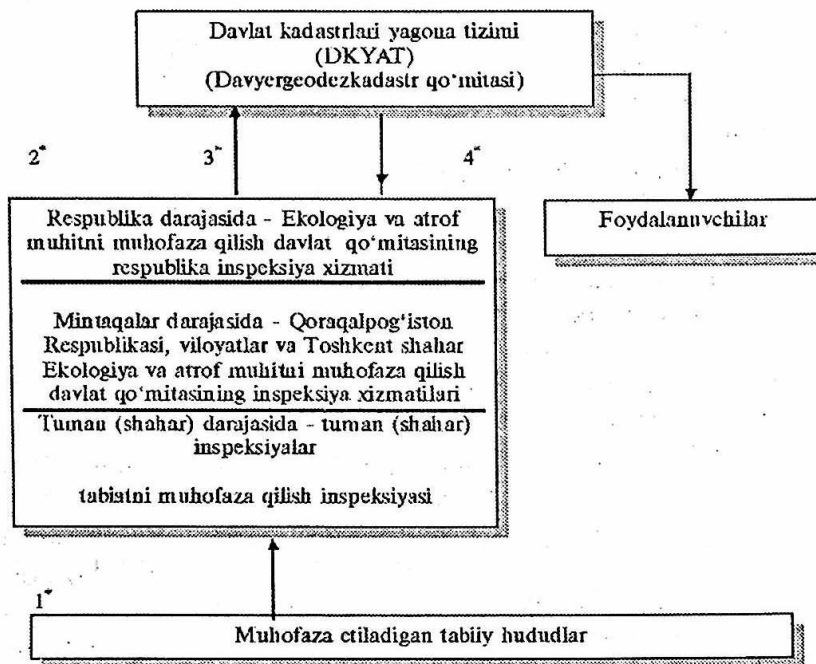 Davlat kadastrlari yagona tizimi
(DKYAT)
(Davyergeodezkadastr qo‘mitasi)
2* 3* 4*
Respublika darajasida - Ekologiya va atrof
muhitni muhofaza qilish davlat qo‘mitasining
respublika inspeksiya xizmati
Foydalanuvchilar
Mintaqalar darajasida - Qoraqalpog‘iston
Respublikasi, viloyatlar va Toshkent shahar
Ekologiya va atrof muhitni muhofaza qilish
davlat qo‘mitasining inspeksiya xizmatilari
Tuman (shahar) darajasida - tuman (shahar)
inspeksiyalar
tabiatni muhofaza qilish inspeksiyasi
1*
Muhofaza etiladigan tabiiy hududlar